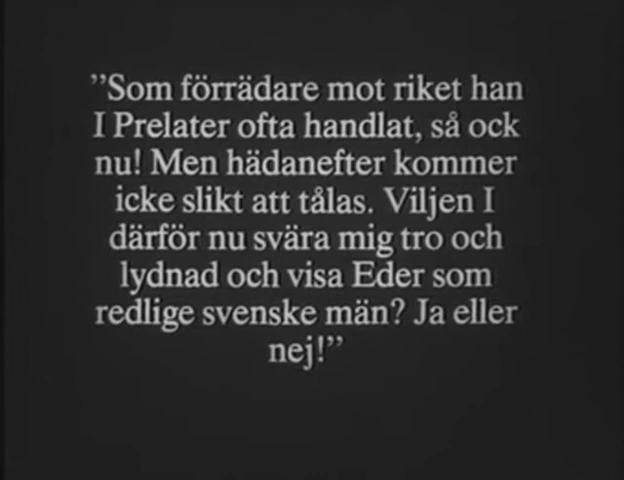 ”Som förrädare mot riket han
I Prelater ofta handlat, så ock
nu! Men hädanefter kommer
icke slikt att tålas. Viljen I
därför nu svära mig tro och
lydnad och visa Eder som
redlige svenske män? Ja eller
nej!”